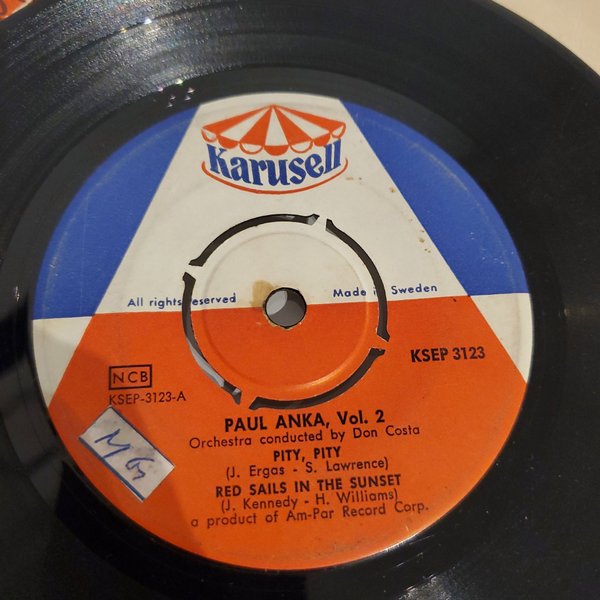 Karusell
All rights reserved
Made in Sweden
NCB
KSEP-3123-A
KSEP 3123
PAUL ANKA, Vol. 2
Orchestra conducted by Don Costa
PITY, PITY
(J. Ergas - S. Lawrence)
RED SAILS IN THE SUNSET
(J. Kennedy - H. Williams)
a product of Am-Par Record Corp.